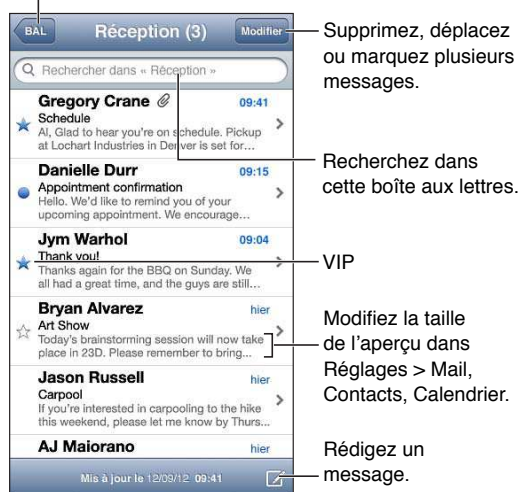 BAL
Réception (3)
Modifier
Rechercher dans « Réception »
Gregory Crane
09:41
Schedule
Al, Glad to hear you're on schedule. Pickup
at Lochart Industries in Denver is set for…
Danielle Durr
09:15
Appointment confirmation
Hello. We'd like to remind you of your
upcoming appointment. We encourage…
Jym Warhol
09:04
Thank you!
Thanks again for the BBQ on Sunday. We
all had a great time, and the guys are still…
Bryan Alvarez
hier
Art Show
Today's brainstorming session will now take
place in 23D. Please remember to bring...
Jason Russell
hier
Carpool
If you're interested in carpooling to the hike
this weekend, please let me know by Thurs...
AJ Maiorano
hier
Mis à jour le 12/09/12 09:41
Supprimez, déplacez
ou marquez plusieurs
messages.
Recherchez dans
cette boîte aux lettres.
VIP
Modifiez la taille
de l'aperçu dans
Réglages > Mail,
Contacts, Calendrier.
Rédigez un
message.